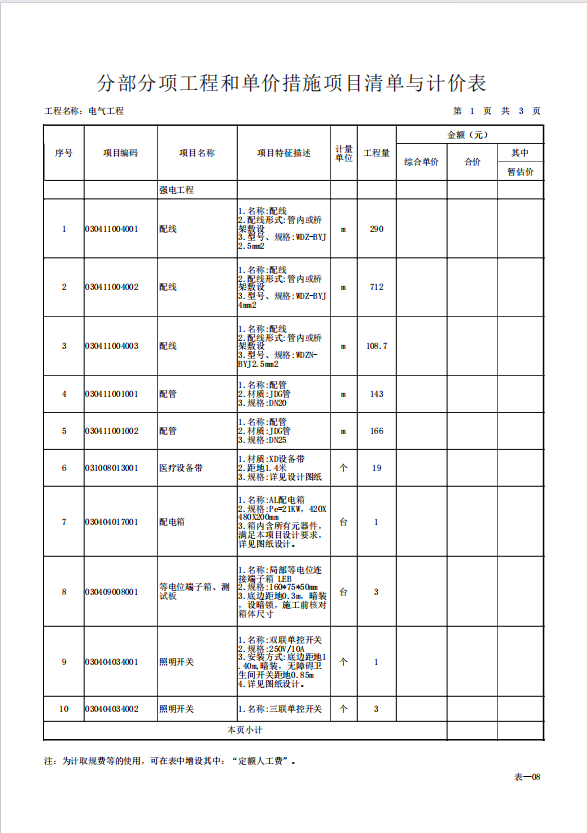 分部分项工程和单价措施项目清单与计价表
工程名称：电气工程 第 1 页 共 3 页
序号 项目编码 项目名称 项目特征描述 计量单位 工程量 金额（元）
综合单价 合价 其中
暂估价
强电工程
1 030411004001 配线 1.名称:配线
2.配线形式:管内或桥
架敷设
3.型号、规格:WDZ-BYJ
2.5mm2 m 290
2 030411004002 配线 1.名称:配线
2.配线形式:管内或桥
架敷设
3.型号、规格:WDZ-BYJ
4mm2 m 712
3 030411004003 配线 1.名称:配线
2.配线形式:管内或桥
架敷设
3.型号、规格:WDZN-
BYJ2.5mm2 m 108.7
4 030411001001 配管 1.名称:配管
2.材质:JDG管
3.规格:DN20 m 143
5 030411001002 配管 1.名称:配管
2.材质:JDG管
3.规格:DN25 m 166
6 031008013001 医疗设备带 1.材质:XD设备带
2.距地1.4米
3.规格:详见设计图纸 个 19
7 030404017001 配电箱 1.名称:AL配电箱
2.规格:Pe=21KW，420X
480X200mm
3.箱内含所有元器件，
满足本项目设计要求，
详见图纸设计。 台 1
8 030409008001 等电位端子箱、测
试板 1.名称:局部等电位连
接端子箱 LEB
2.规格:160*75*50mm
3.底边距地0.3m，暗装
，设暗锁，施工前核对
箱体尺寸 台 3
9 030404034001 照明开关 1.名称:双联单控开关
2.规格:250V/10A
3.安装方式:底边距地1
.40m,暗装，无障碍卫
生间开关距地0.85m
4.详见图纸设计。 个 1
10 030404034002 照明开关 1.名称:三联单控开关 个 3
本页小计
注：为计取规费等的使用，可在表中增设其中：“定额人工费”。
表—08